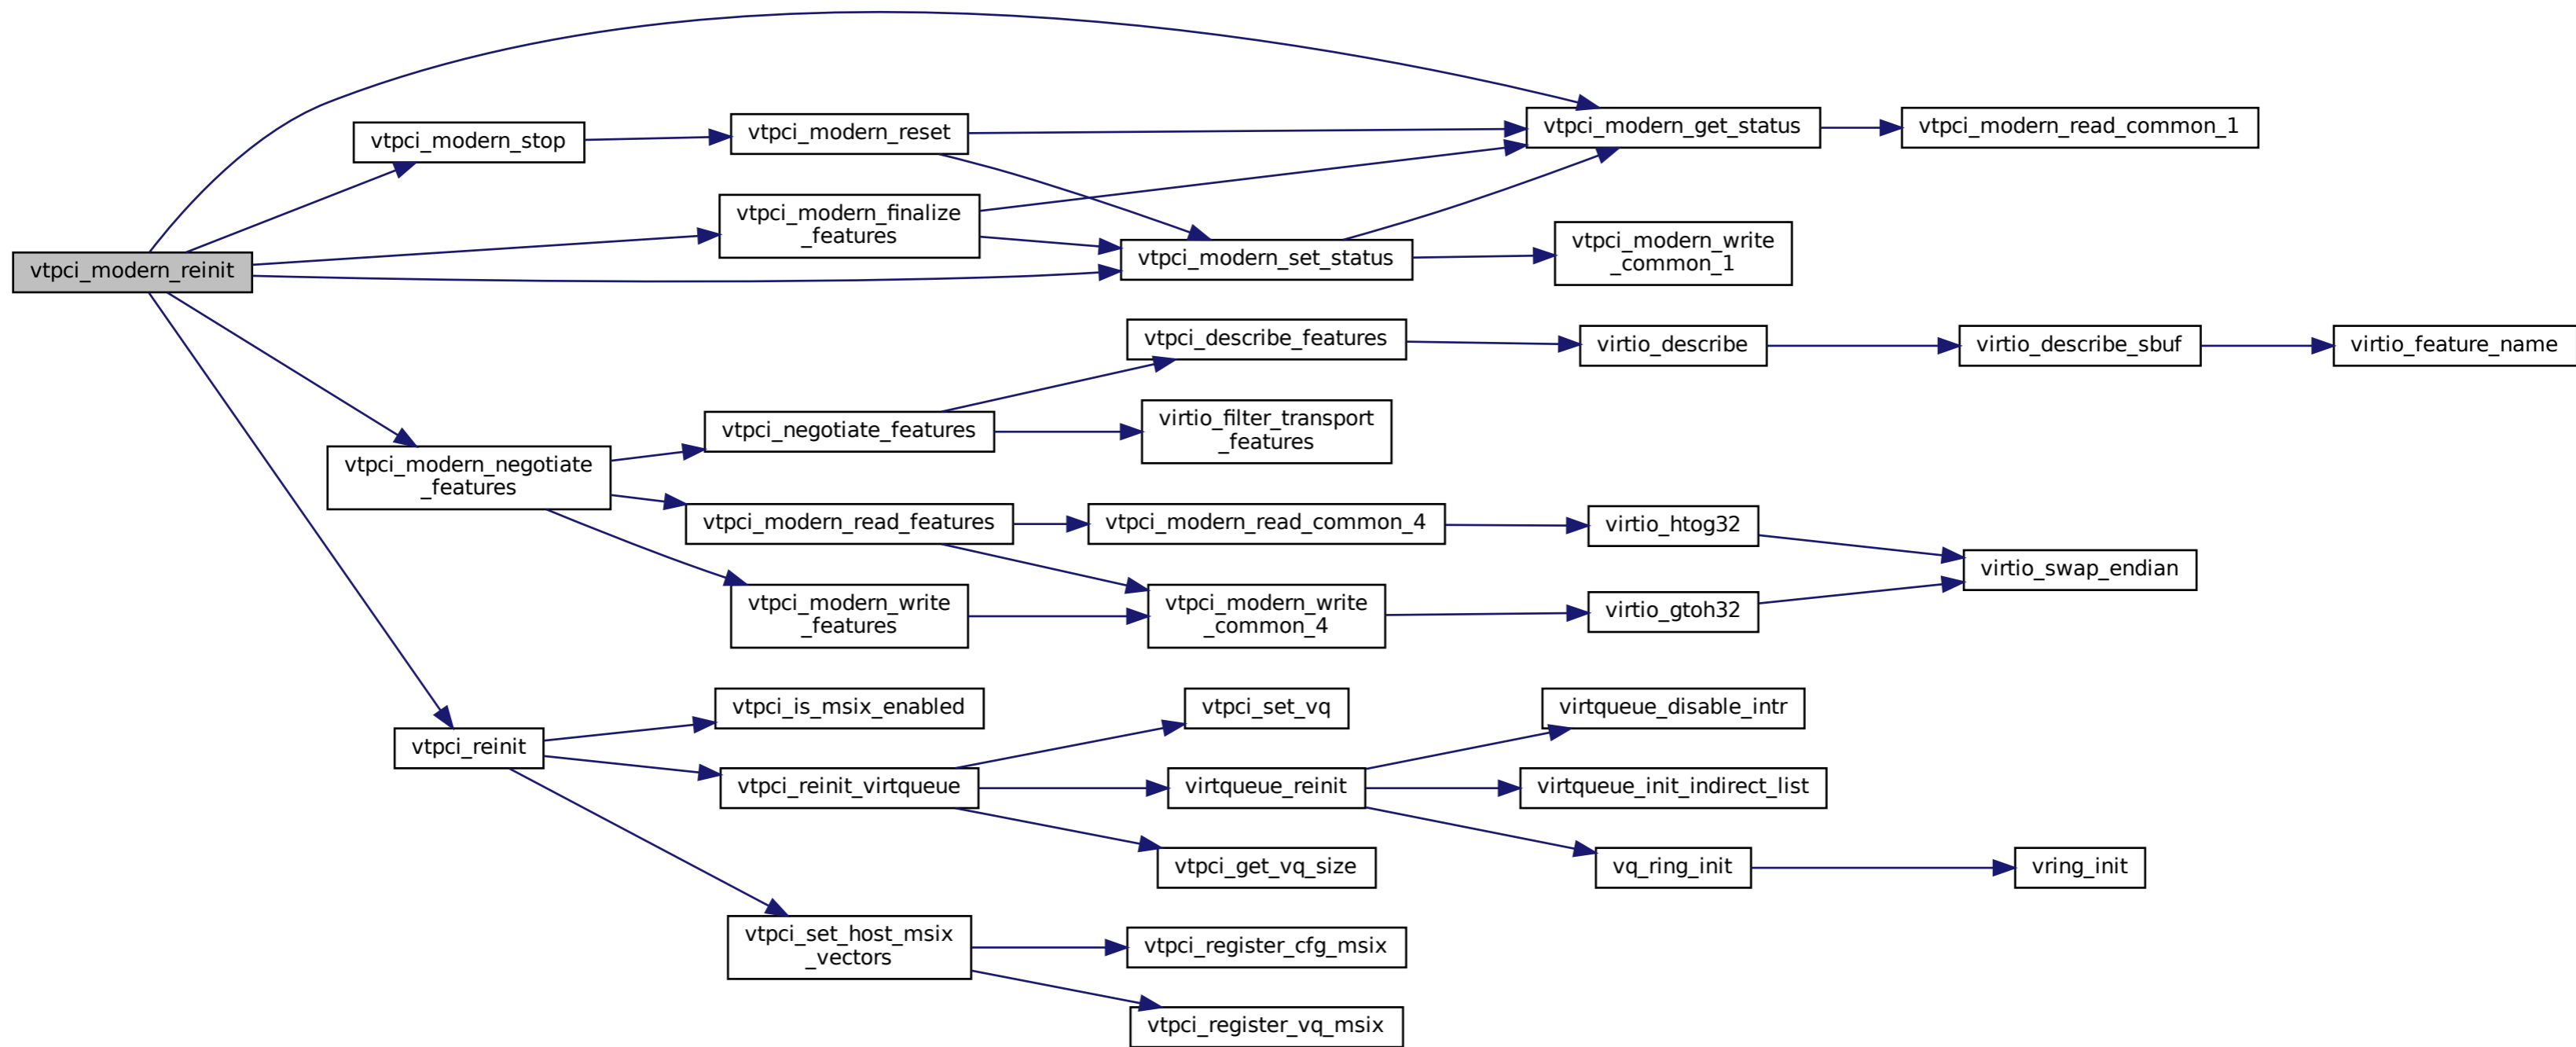 vtpci_modern_reinit
vtpci_modern_stop
vtpci_modern_reset
vtpci_modern_get_status
vtpci_modern_read_common_1
vtpci_modern_finalize
_features
vtpci_modern_set_status
vtpci_modern_write
_common_1
vtpci_modern_negotiate
_features
vtpci_negotiate_features
vtpci_describe_features
virtio_describe
virtio_describe_sbuf
virtio_feature_name
virtio_filter_transport
_features
vtpci_modern_read_features
vtpci_modern_read_common_4
virtio_htog32
virtio_swap_endian
vtpci_modern_write
_features
vtpci_modern_write
_common_4
virtio_gtoh32
vtpci_reinit
vtpci_is_msix_enabled
vtpci_reinit_virtqueue
vtpci_set_vq
virtqueue_reinit
virtqueue_disable_intr
virtqueue_init_indirect_list
vtpci_get_vq_size
vq_ring_init
vring_init
vtpci_set_host_msix
_vectors
vtpci_register_cfg_msix
vtpci_register_vq_msix